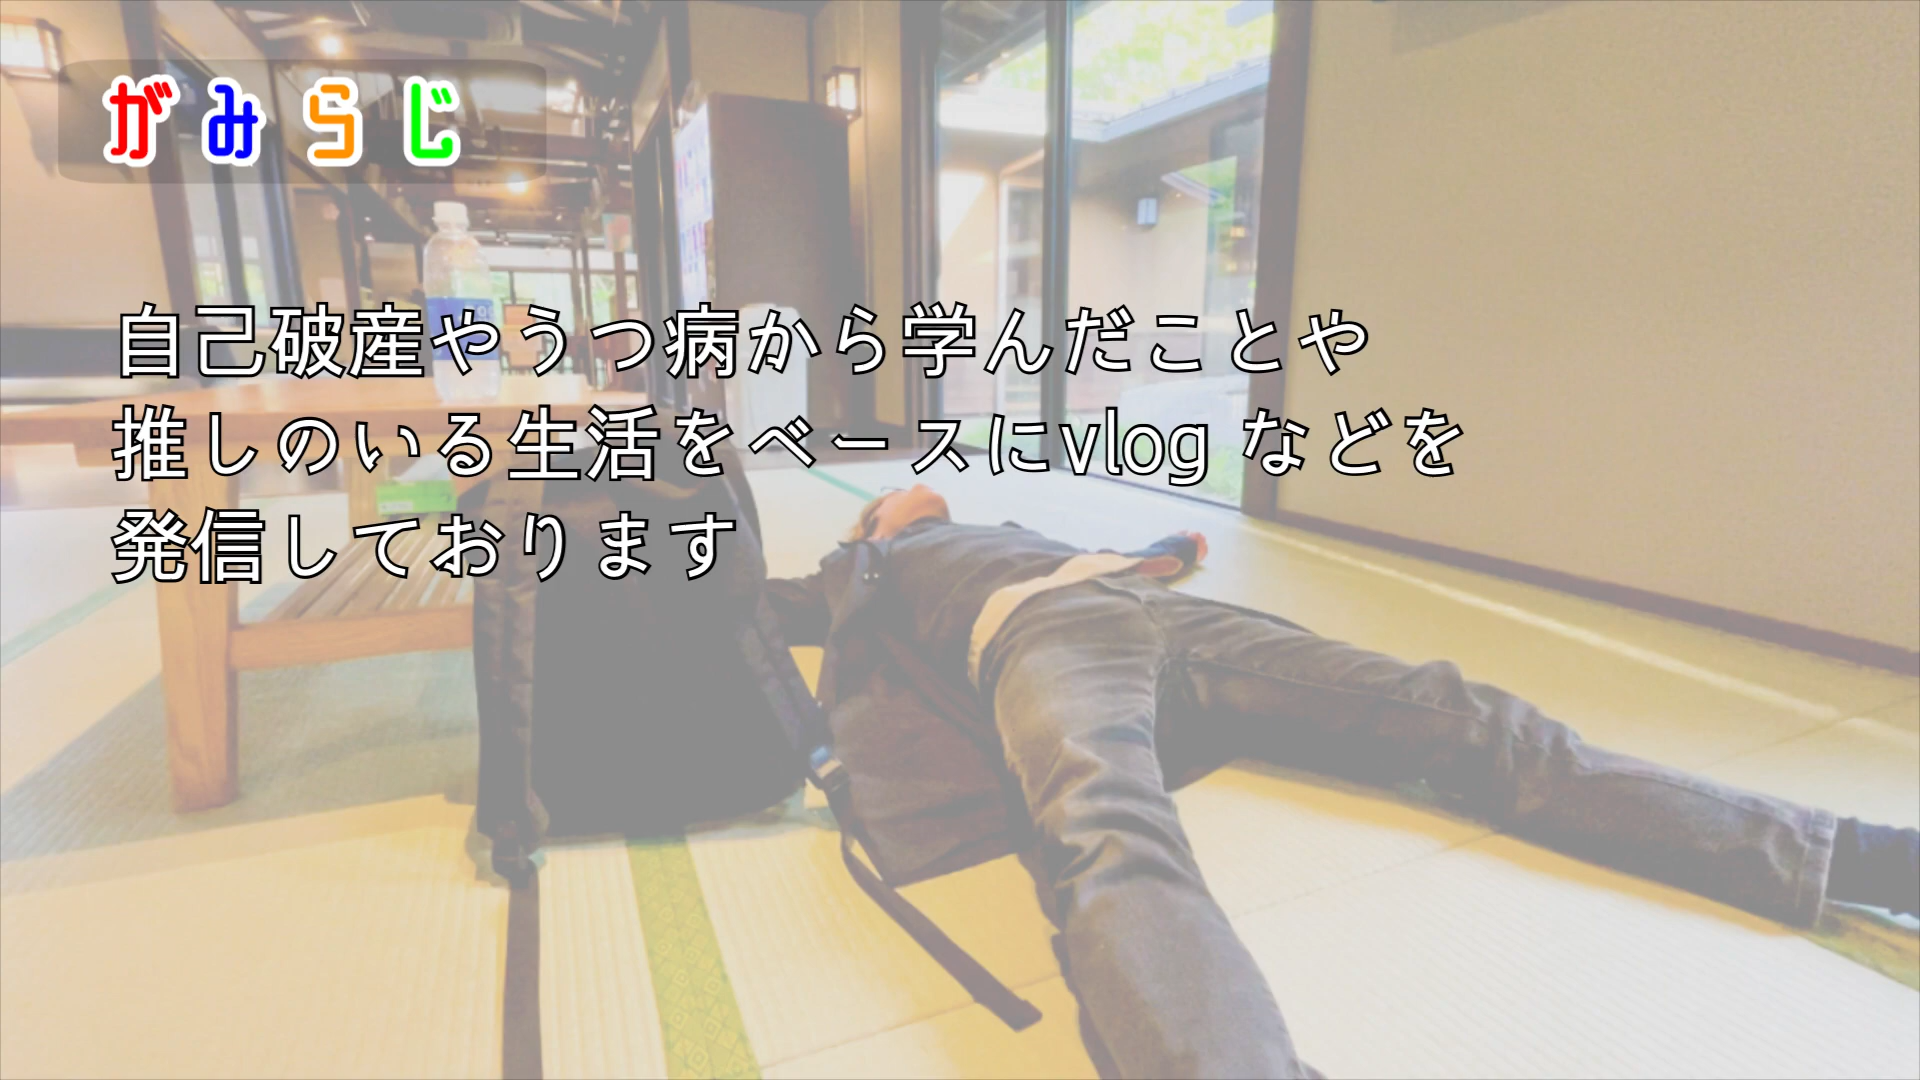 がみらじ
自己破産やうつ病から学んだことや
推しのいる生活をベースにvlog などを
発信しております